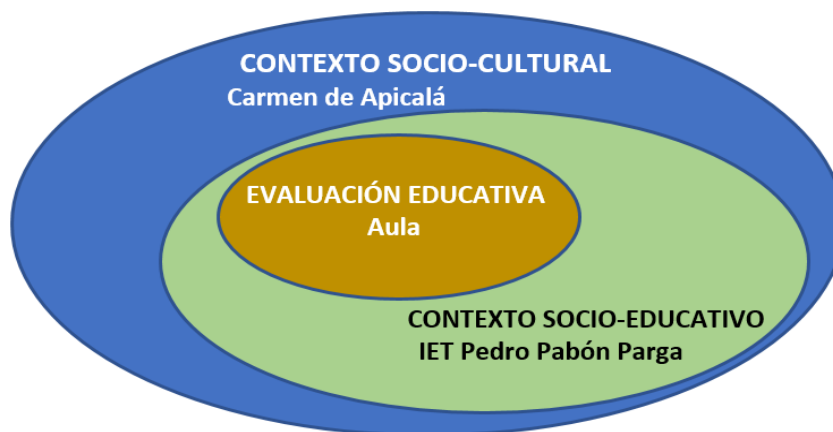 CONTEXTO SOCIO-CULTURAL
Carmen de Apicalá
EVALUACIÓN EDUCATIVA
Aula
CONTEXTO SOCIO-EDUCATIVO
IET Pedro Pabón Parga